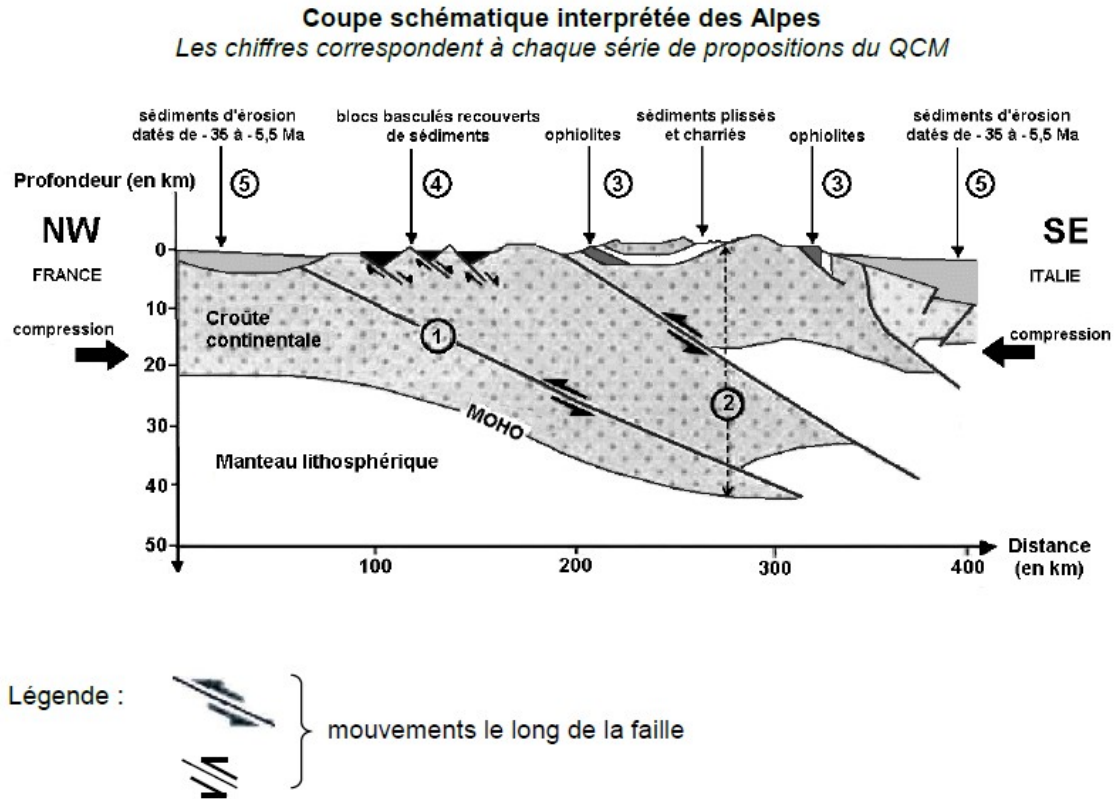 Coupe schématique interprétée des Alpes
Les chiffres correspondent à chaque série de propositions du QCM
sédiments d'érosion
datés de - 35 à - 5,5 Ma
blocs basculés recouverts
de sédiments
ophiolites
sédiments plissés
et charriés
ophiolites
sédiments d'érosion
datés de - 35 à - 5,5 Ma
Profondeur (en km)
5
4
3
3
5
NW
SE
0
FRANCE
ITALIE
10
Croûte
continentale
compression
1
compression
20
2
30
MOHO
Manteau lithosphérique
40
50
100
200
300
400
Distance
(en km)
Légende :
mouvements le long de la faille